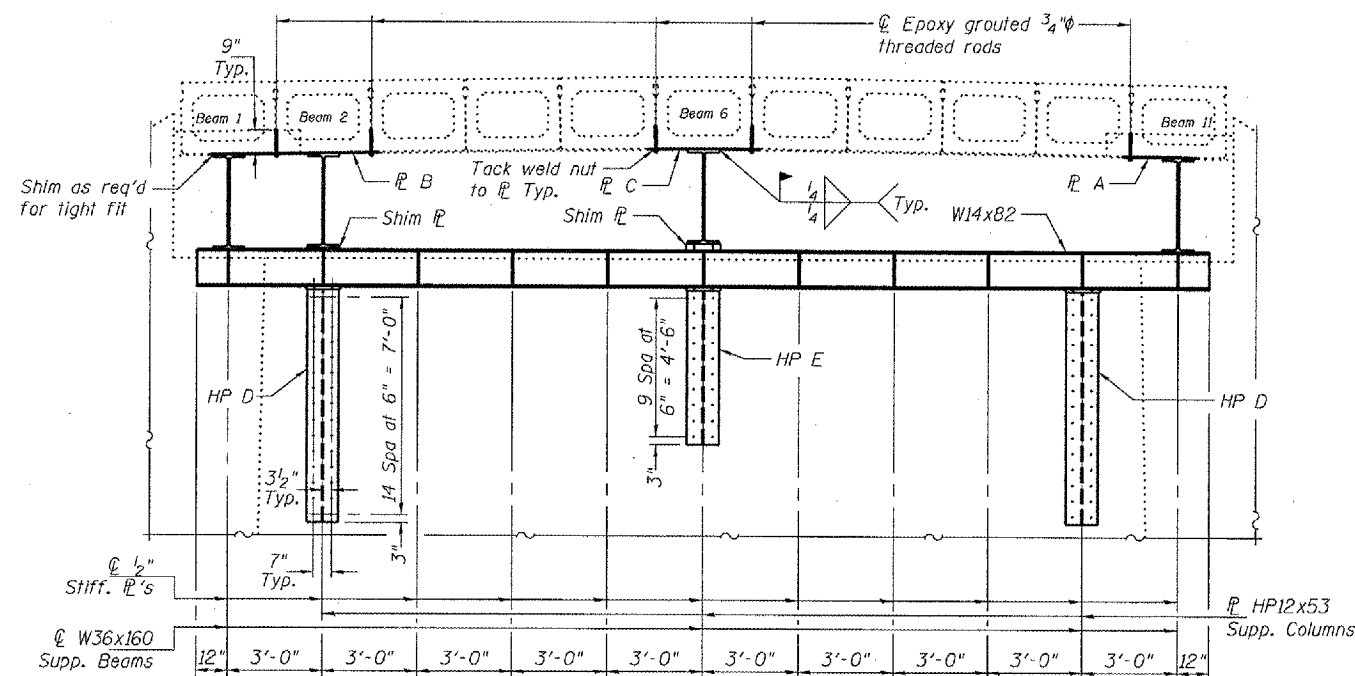 ℄ Epoxy grouted 3/4"φ
threaded rods
9"
Typ.
Beam 1
Beam 2
Beam 6
Beam 11
Shim as req'd
for tight fit
℄ B
Tack weld nut
to ℄ Typ.
℄ C
℄ A
Shim ℄
Shim ℄
1/4
1/4
Typ.
W14x82
HP D
14 Spa at 6" = 7'-0"
9 Spa at
6" = 4'-6"
HP E
HP D
3 1/2"
Typ.
3"
3"
7"
Typ.
℄ 1/2"
Stiff. ℄'s
℄ HP12x53
Supp. Columns
℄ W36x160
Supp. Beams
12" 3'-0" 3'-0" 3'-0" 3'-0" 3'-0" 3'-0" 3'-0" 3'-0" 3'-0" 3'-0" 12"